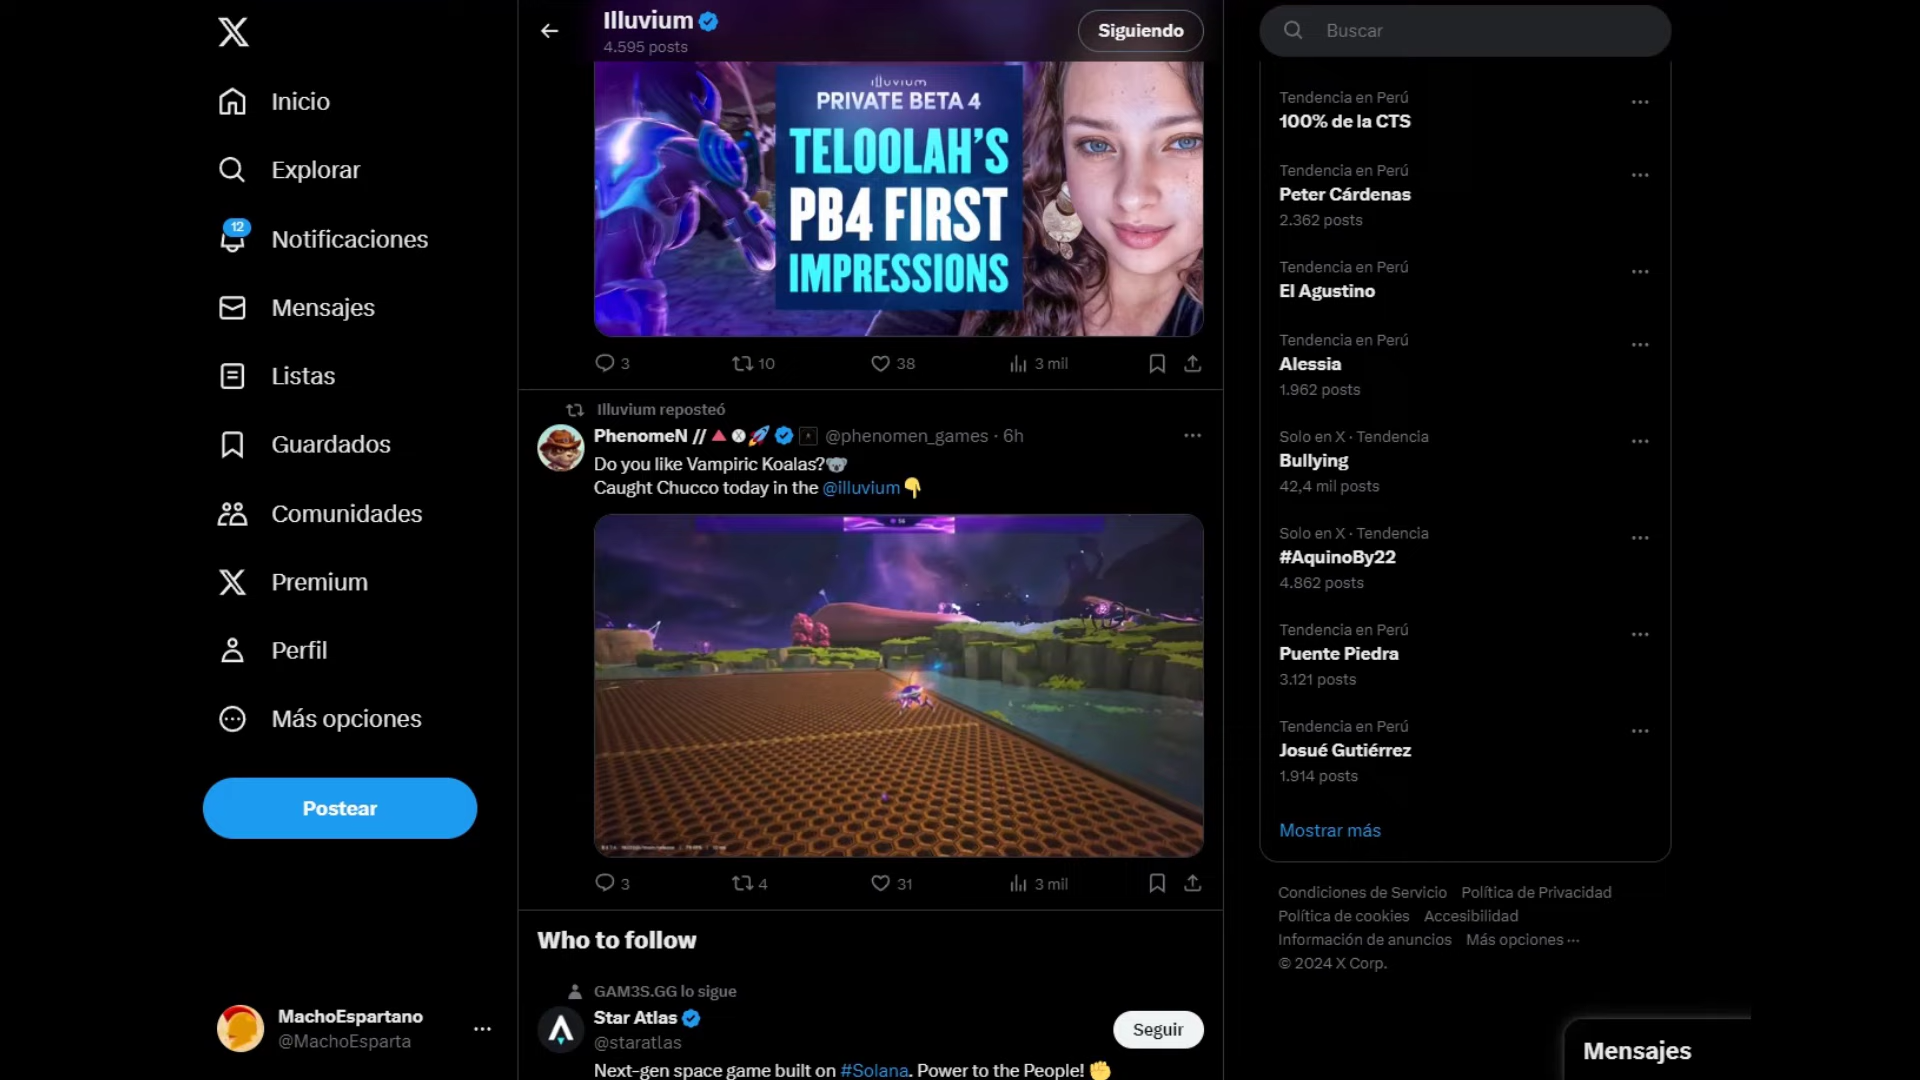 Inicio
Explorar
12
Notificaciones
Mensajes
Listas
Guardados
Comunidades
Premium
Perfil
Más opciones
Postear
MachoEspartano
@MachoEsparta
Illuvium
4.595 posts
Siguiendo
illuvium
PRIVATE BETA 4
TELOOLAH'S
PB4 FIRST
IMPRESSIONS
3 10 38 3 mil
Illuvium reposteó
PhenomeN // @phenomen_games · 6h
Do you like Vampiric Koalas?🐨
Caught Chucco today in the @illuvium👇
3 4 31 3 mil
Who to follow
GAM3S.GG lo sigue
Star Atlas
@staratlas
Seguir
Next-gen space game built on #Solana. Power to the People! ✊
Buscar
Tendencia en Perú
100% de la CTS
Tendencia en Perú
Peter Cárdenas
2.362 posts
Tendencia en Perú
El Agustino
Tendencia en Perú
Alessia
1.962 posts
Solo en X · Tendencia
Bullying
42,4 mil posts
Solo en X · Tendencia
#AquinoBy22
4.862 posts
Tendencia en Perú
Puente Piedra
3.121 posts
Tendencia en Perú
Josué Gutiérrez
1.914 posts
Mostrar más
Condiciones de Servicio Política de Privacidad
Política de cookies Accesibilidad
Información de anuncios Más opciones ···
© 2024 X Corp.
Mensajes